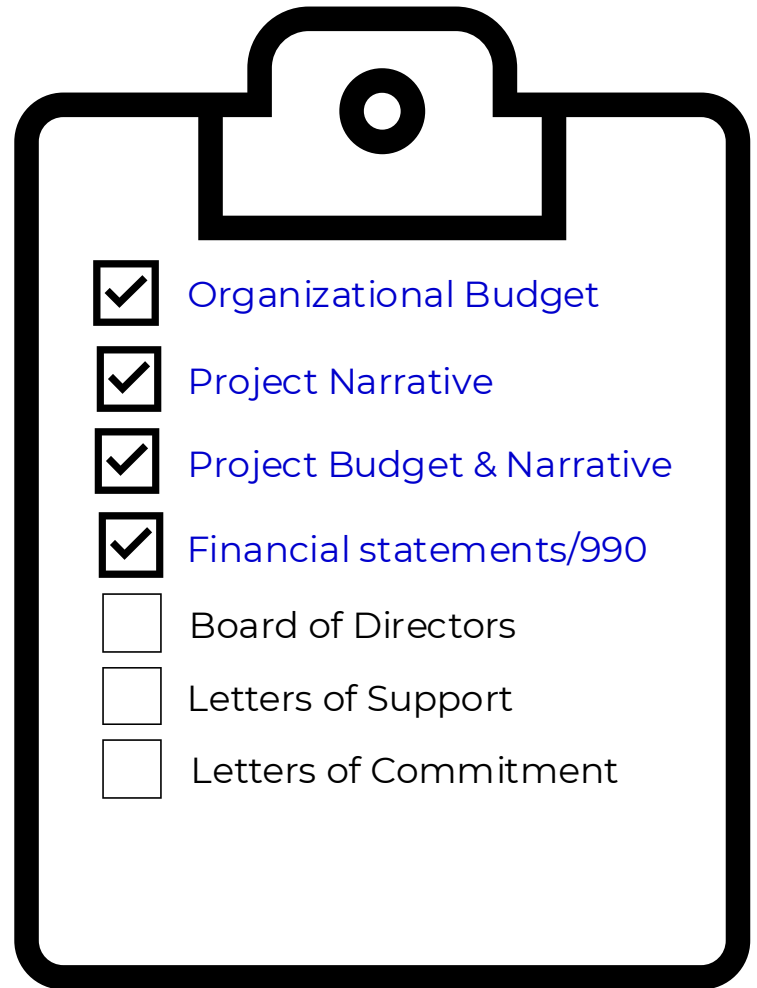 Organizational Budget
Project Narrative
Project Budget & Narrative
Financial statements/990
Board of Directors
Letters of Support
Letters of Commitment